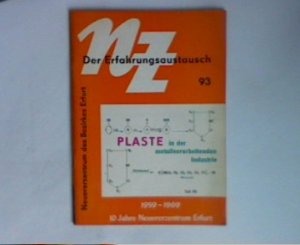 NZ
Der Erfahrungsaustausch
93
Neuererzentrum des Bezirkes Erfurt
PLASTE in der
metallverarbeitenden
Industrie
1959-1969
10 Jahre Neuererzentrum Erfurt